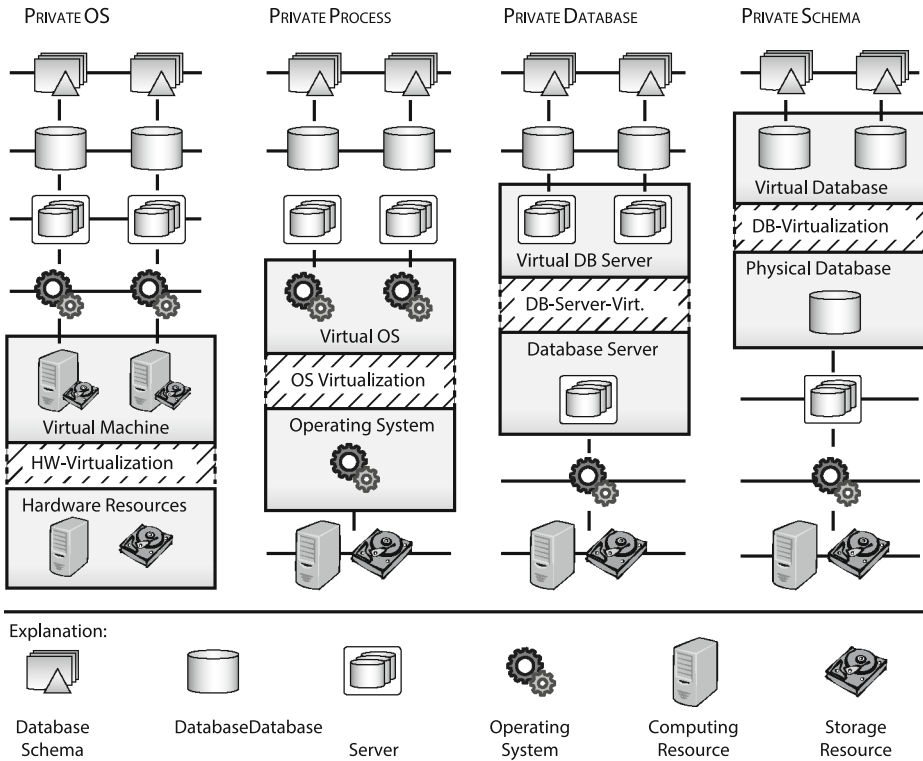 PRIVATE OS
PRIVATE PROCESS
PRIVATE DATABASE
PRIVATE SCHEMA
Virtual Machine
HW-Virtualization
Hardware Resources
Virtual OS
OS Virtualization
Operating System
Virtual DB Server
DB-Server-Virt.
Database Server
Virtual Database
DB-Virtualization
Physical Database
Explanation:
Database
Schema
DatabaseDatabase
Server
Operating
System
Computing
Resource
Storage
Resource